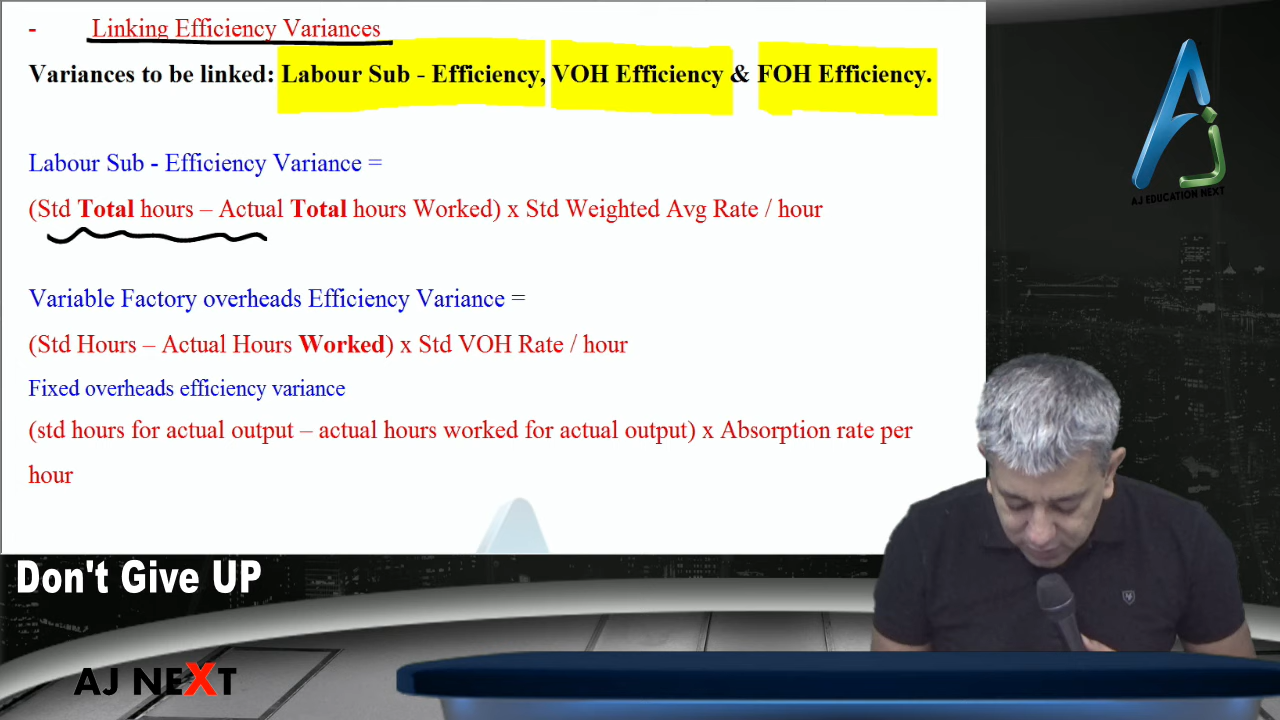 - Linking Efficiency Variances
Variances to be linked: Labour Sub - Efficiency, VOH Efficiency & FOH Efficiency.
Labour Sub - Efficiency Variance =
(Std Total hours – Actual Total hours Worked) x Std Weighted Avg Rate / hour
Variable Factory overheads Efficiency Variance =
(Std Hours – Actual Hours Worked) x Std VOH Rate / hour
Fixed overheads efficiency variance
(std hours for actual output – actual hours worked for actual output) x Absorption rate per
hour
AJ EDUCATION NEXT
Don't Give UP
AJ NEXT